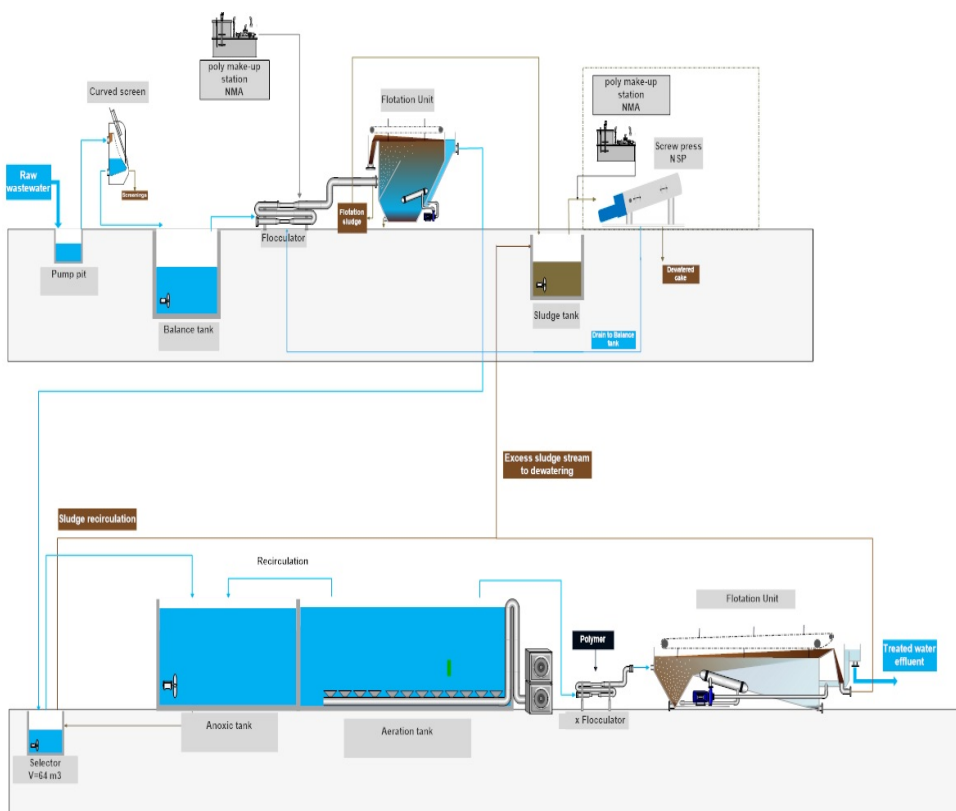 poly make-up
station
NMA
Curved screen
Flotation Unit
poly make-up
station
NMA
Screw press
NSP
Raw
wastewater
Screenings
Flotation
sludge
Flocculator
Pump pit
Balance tank
Sludge tank
Dewatered
cake
Drain to Balance
tank
Excess sludge stream
to dewatering
Sludge recirculation
Recirculation
Flotation Unit
Polymer
Treated water
effluent
x Flocculator
Anoxic tank
Aeration tank
Selector
V=64 m3